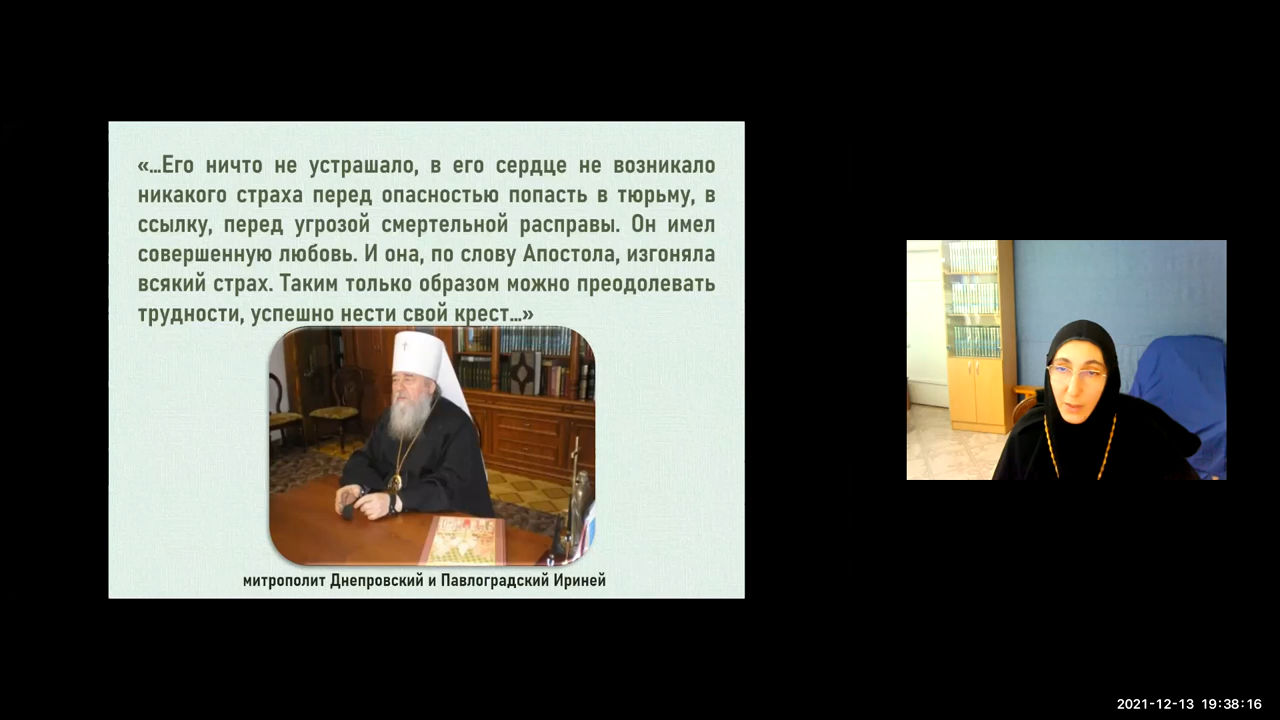 «…Его ничто не устрашало, в его сердце не возникало
никакого страха перед опасностью попасть в тюрьму, в
ссылку, перед угрозой смертельной расправы. Он имел
совершенную любовь. И она, по слову Апостола, изгоняла
всякий страх. Таким только образом можно преодолевать
трудности, успешно нести свой крест…»
митрополит Днепровский и Павлоградский Ириней
2021-12-13 19:38:16